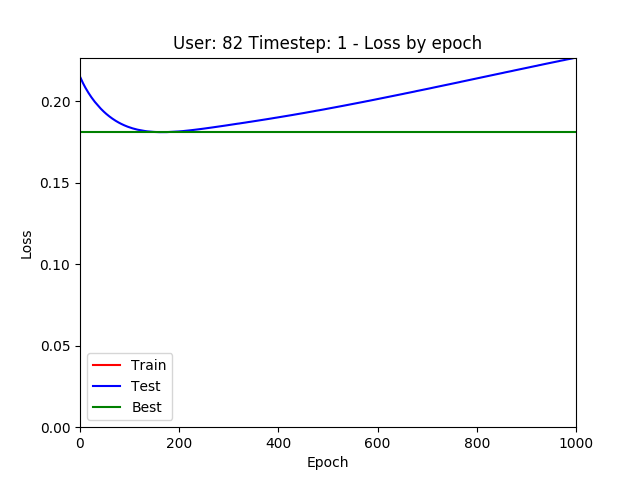 User: 82 Timestep: 1 - Loss by epoch
0.20
0.15
0.10
0.05
0.00
Loss
Train
Test
Best
0 200 400 600 800 1000
Epoch